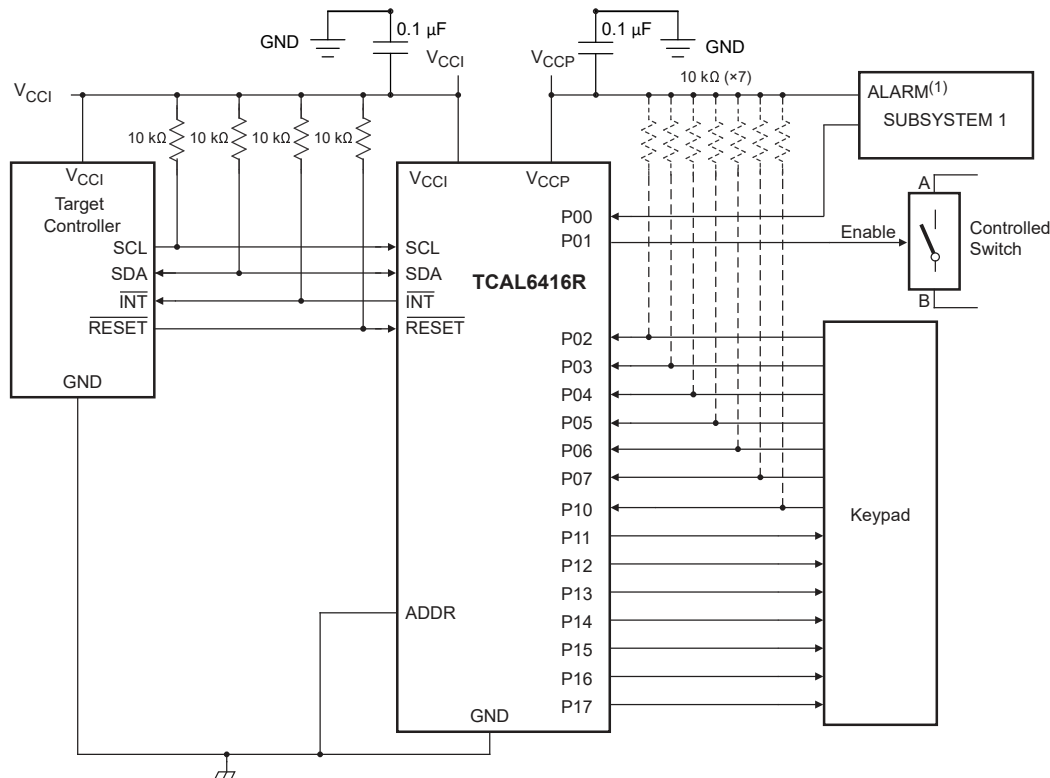 GND
0.1 µF
VCCI
VCCI
10 kΩ
10 kΩ
10 kΩ
10 kΩ
VCCI
Target
Controller
SCL
SDA
INT
RESET
GND
0.1 µF
GND
VCCP
10 kΩ (×7)
VCCI
VCCP
SCL
SDA
INT
RESET
TCAL6416R
ADDR
GND
P00
P01
P02
P03
P04
P05
P06
P07
P10
P11
P12
P13
P14
P15
P16
P17
ALARM(1)
SUBSYSTEM 1
A
Enable
Controlled
Switch
B
Keypad